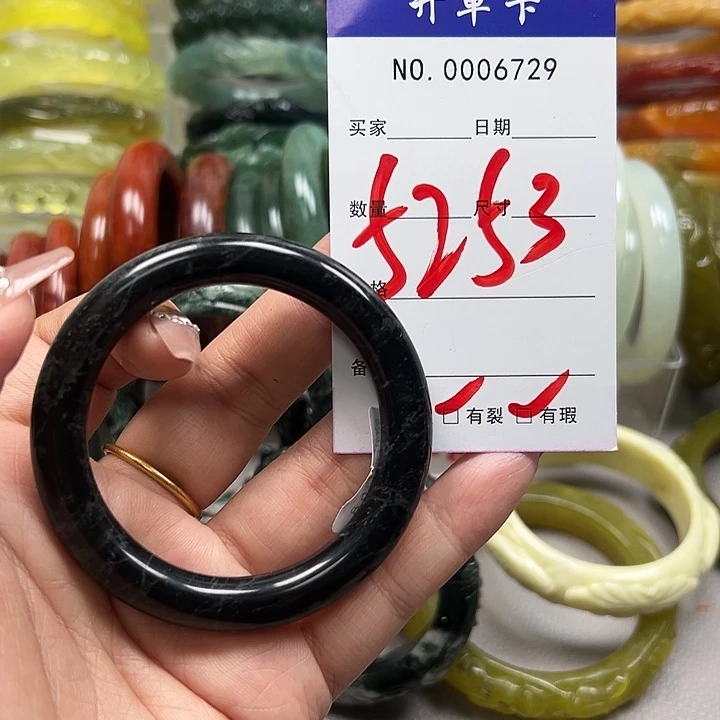 开单卡
NO. 0006729
买家 日期
数量 尺寸
5253
格
备
有裂 有瑕